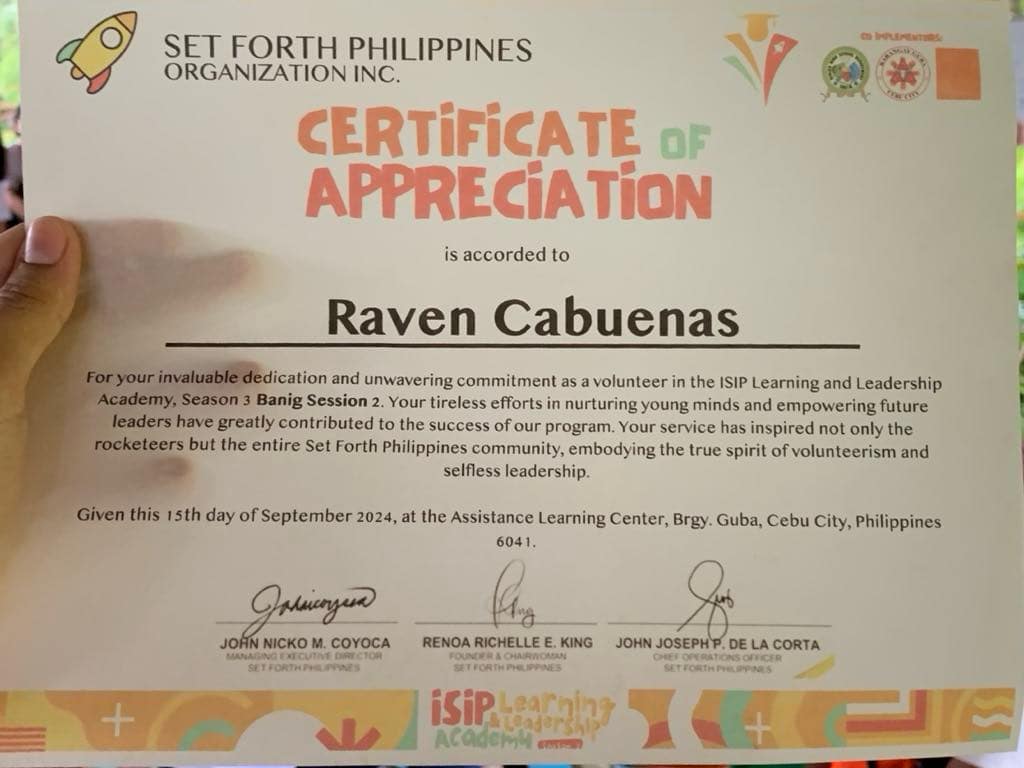 SET FORTH PHILIPPINES
ORGANIZATION INC.
CO IMPLEMENTORS:
BARANGAY GUBA
CEBU CITY
CERTIFICATE OF
APPRECIATION
is accorded to
Raven Cabuenas
For your invaluable dedication and unwavering commitment as a volunteer in the ISIP Learning and Leadership
Academy, Season 3 Banig Session 2. Your tireless efforts in nurturing young minds and empowering future
leaders have greatly contributed to the success of our program. Your service has inspired not only the
rocketeers but the entire Set Forth Philippines community, embodying the true spirit of volunteerism and
selfless leadership.
Given this 15th day of September 2024, at the Assistance Learning Center, Brgy. Guba, Cebu City, Philippines
6041.
JOHN NICKO M. COYOCA
MANAGING EXECUTIVE DIRECTOR
SET FORTH PHILIPPINES
RENOA RICHELLE E. KING
FOUNDER & CHAIRWOMAN
SET FORTH PHILIPPINES
JOHN JOSEPH P. DE LA CORTA
CHIEF OPERATIONS OFFICER
SET FORTH PHILIPPINES
iSiP Learning
& Leadership
Academy